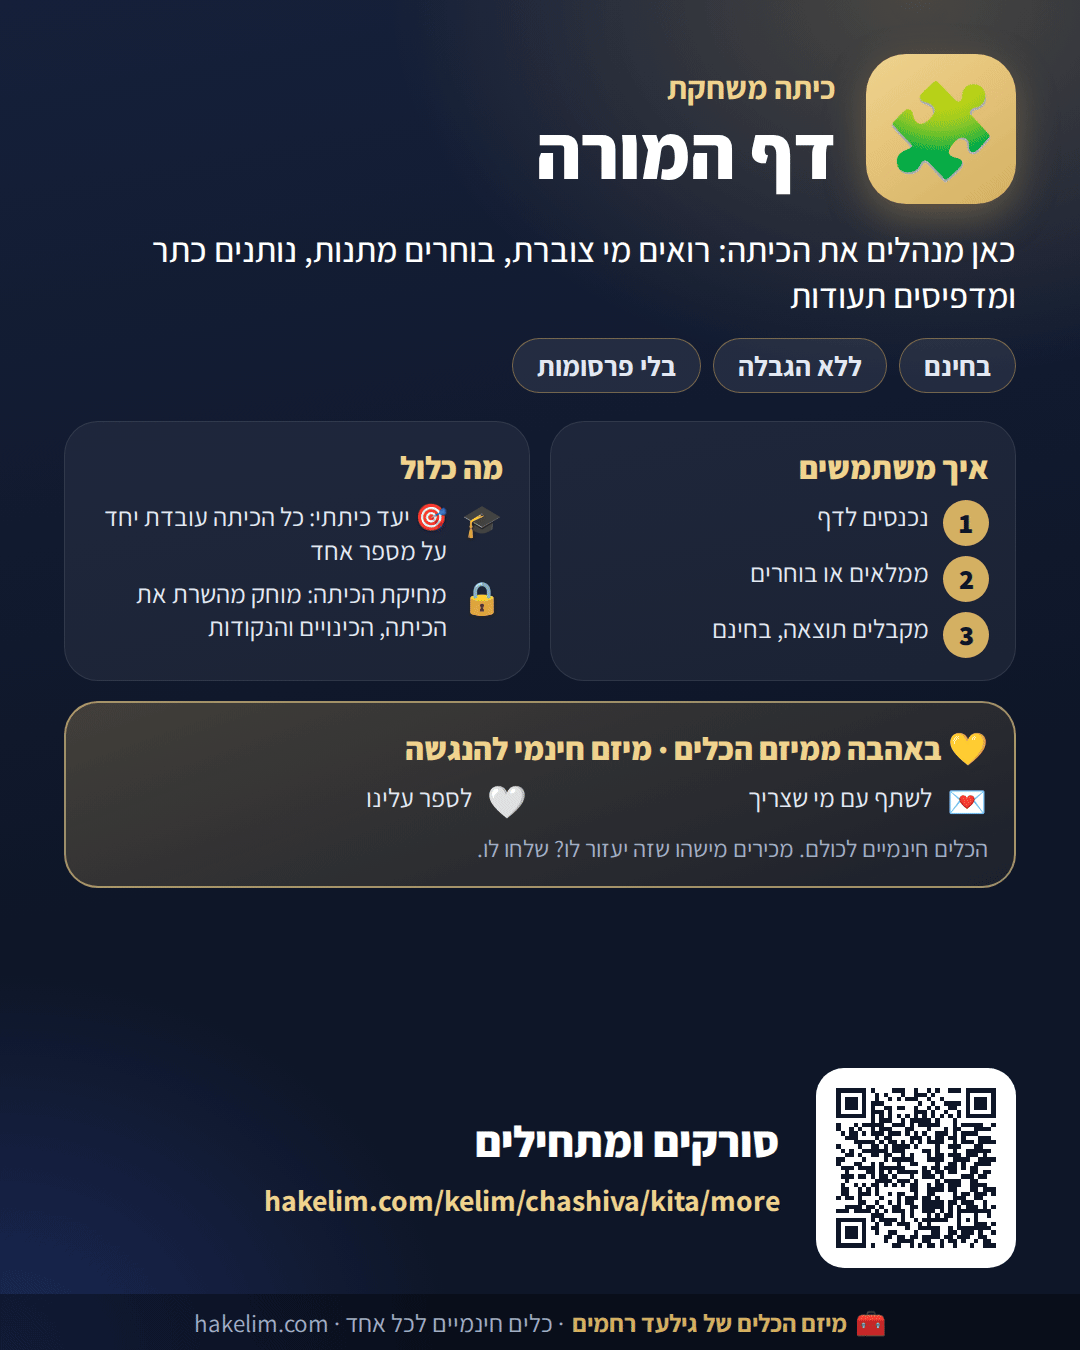 כיתה משחקת
דף המורה
כאן מנהלים את הכיתה: רואים מי צוברת, בוחרים מתנות, נותנים כתר
ומדפיסים תעודות
בחינם
ללא הגבלה
בלי פרסומות
איך משתמשים
1 נכנסים לדף
2 ממלאים או בוחרים
3 מקבלים תוצאה, בחינם
מה כלול
🎓 🎯 יעד כיתתי: כל הכיתה עובדת יחד
על מספר אחד
🔒 מחיקת הכיתה: מוחק מהשרת את
הכיתה, הכינויים והנקודות
💛 באהבה ממיזם הכלים · מיזם חינמי להנגשה
💌 לשתף עם מי שצריך
🤍 לספר עלינו
הכלים חינמיים לכולם. מכירים מישהו שזה יעזור לו? שלחו לו.
סורקים ומתחילים
hakelim.com/kelim/chashiva/kita/more
🧰 מיזם הכלים של גילעד רחמים · כלים חינמיים לכל אחד · hakelim.com